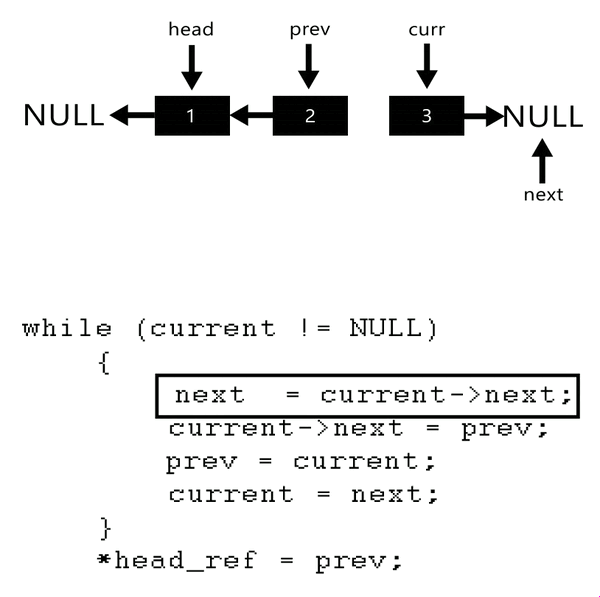 head prev curr
NULL 1 2 3 NULL
next
while (current != NULL)
{
next = current->next;
current->next = prev;
prev = current;
current = next;
}
*head_ref = prev;